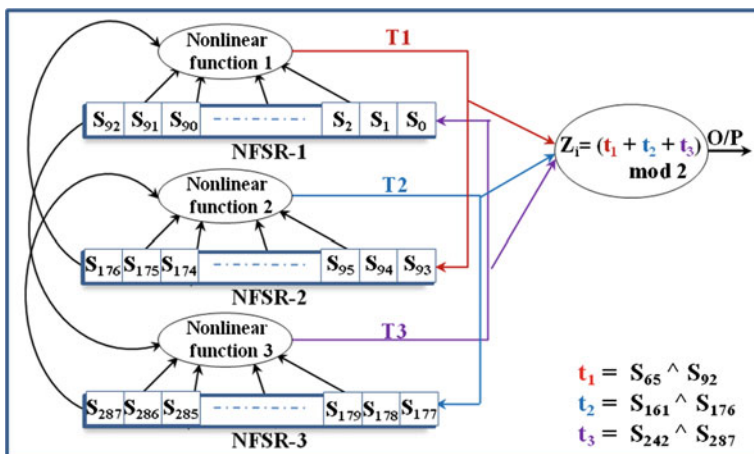 Nonlinear
function 1
T1
S92 S91 S90 S2 S1 S0
NFSR-1
Zi= (t1 + t2 + t3)
mod 2
O/P
Nonlinear
function 2
T2
S176 S175 S174 S95 S94 S93
NFSR-2
Nonlinear
function 3
T3
S287 S286 S285 S179 S178 S177
NFSR-3
t1 = S65 ^ S92
t2 = S161 ^ S176
t3 = S242 ^ S287